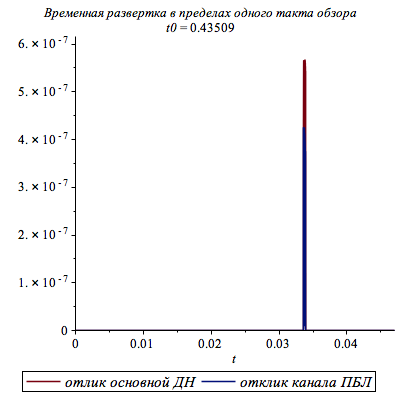 Временная развертка в пределах одного такта обзора
t0 = 0.43509
6. × 10⁻⁷
5. × 10⁻⁷
4. × 10⁻⁷
3. × 10⁻⁷
2. × 10⁻⁷
1. × 10⁻⁷
0
0 0.01 0.02 0.03 0.04
t
отлик основной ДН отклик канала ПБЛ